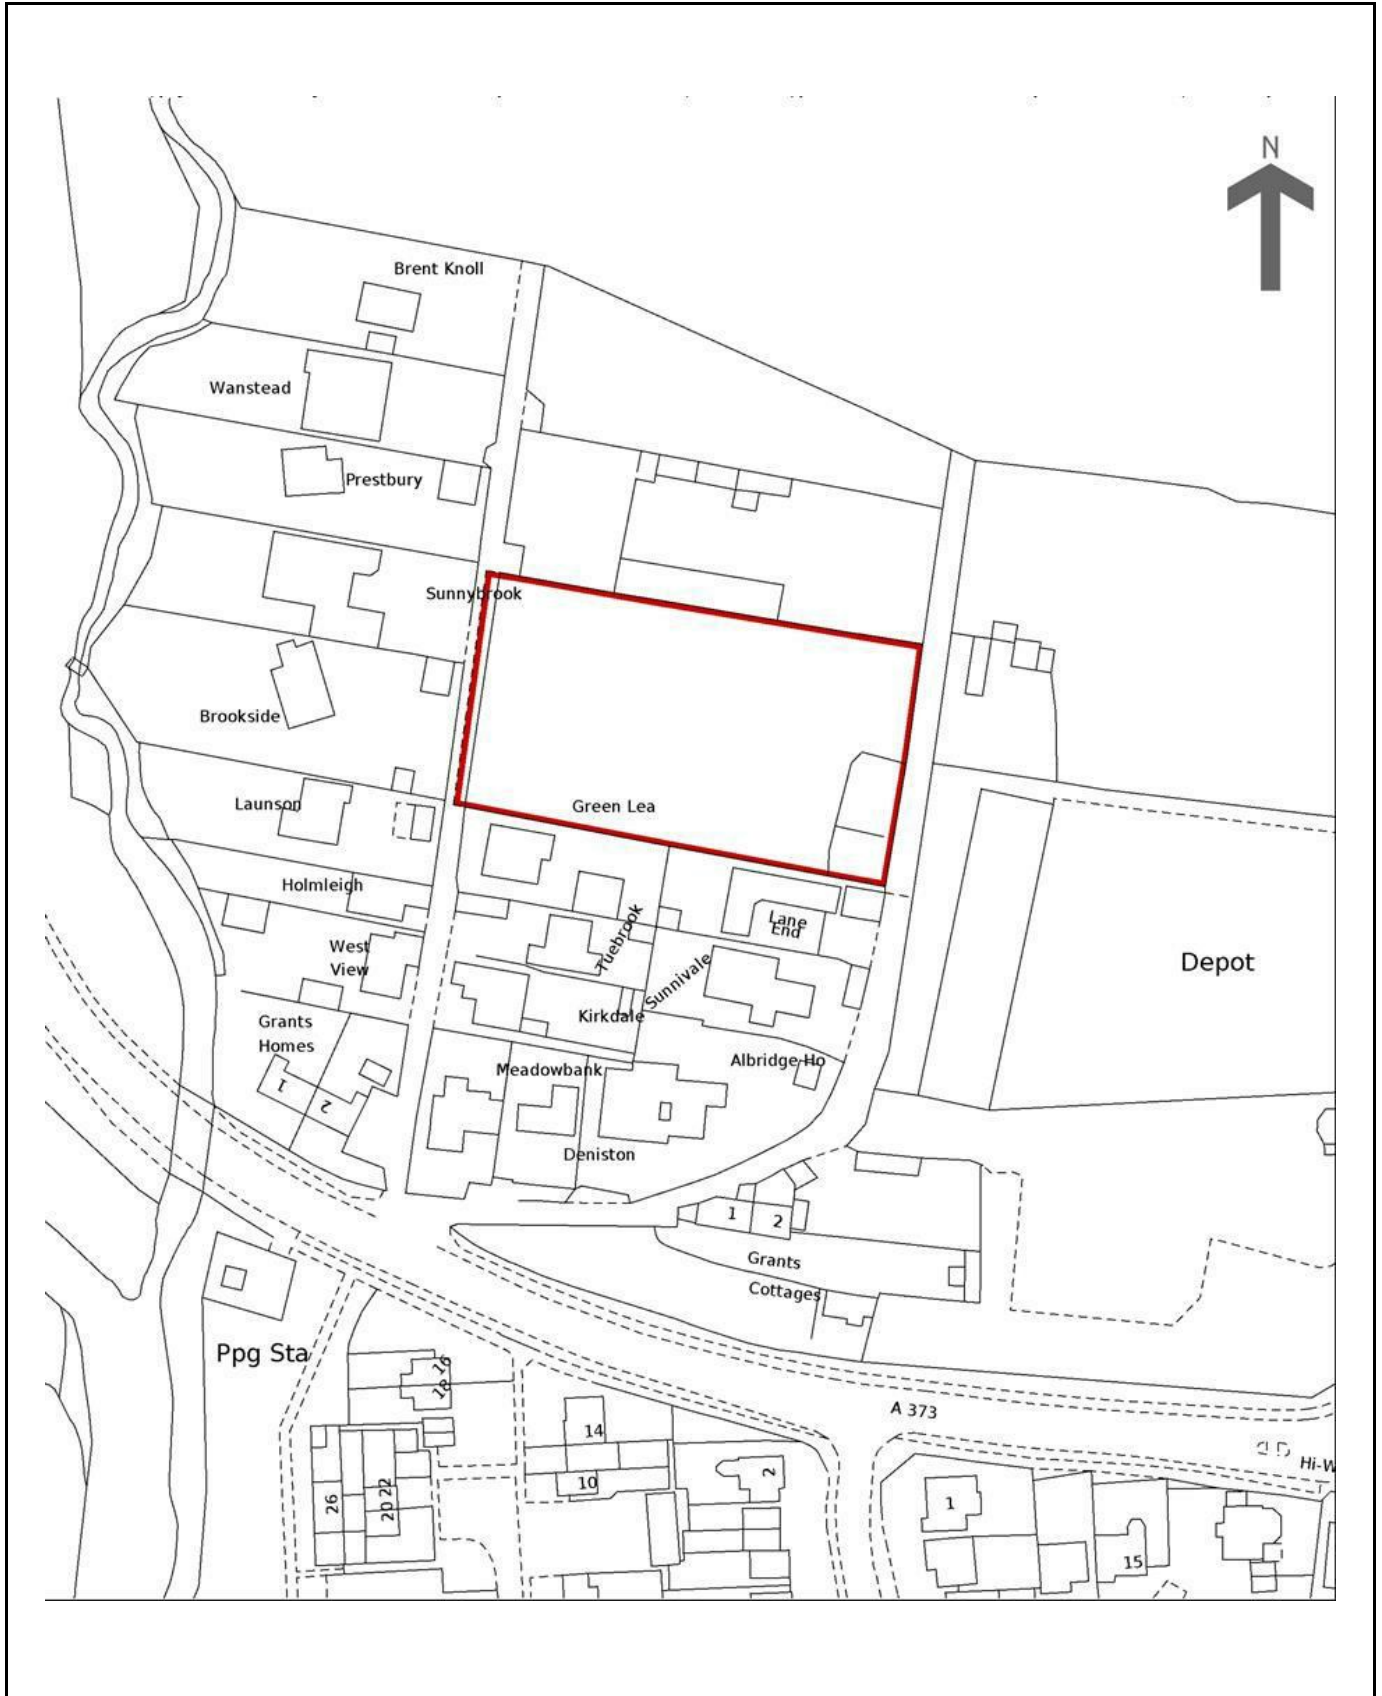 N
Brent Knoll
Wanstead
Prestbury
Sunnybrook
Brookside
Green Lea
Launson
Holmleigh
Lane
End
Tuebrook
West
View
Sunnivale
Depot
Kirkdale
Grants
Homes
1
2
Meadowbank
Albridge Ho
Deniston
1
2
Grants
Cottages
Ppg Sta
16
18
A 373
14
10
2
26
22
20
1
15
Hi-W